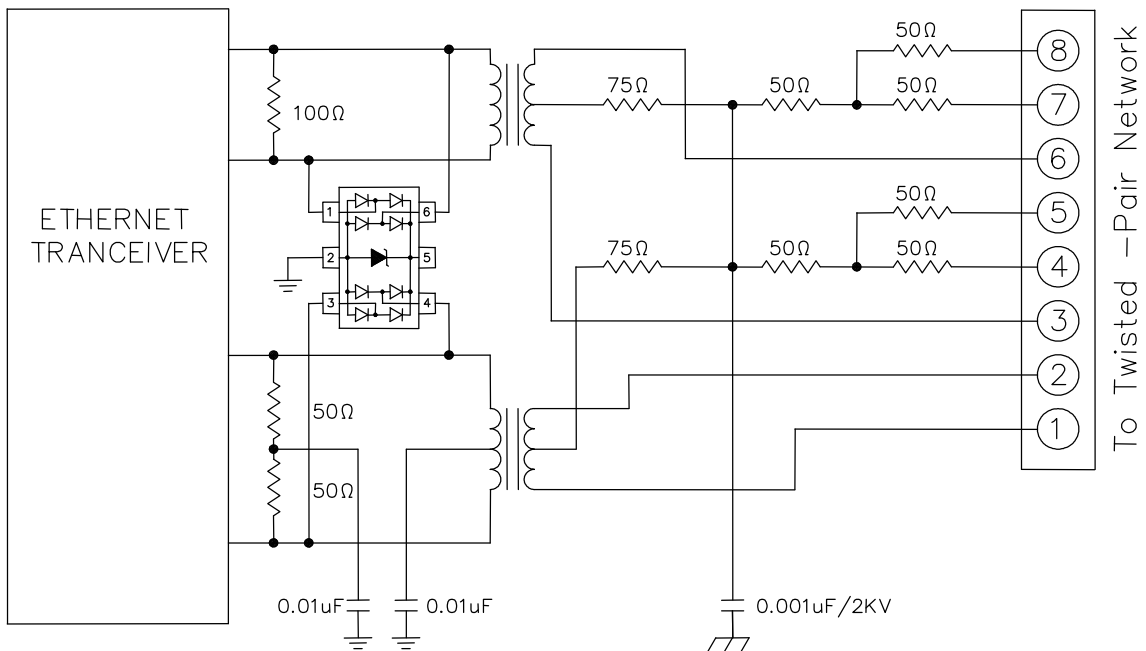 50Ω
8
75Ω
50Ω
50Ω
7
100Ω
6
1
6
50Ω
5
ETHERNET
TRANCEIVER
2
5
75Ω
50Ω
50Ω
4
3
4
3
2
50Ω
1
50Ω
0.01uF
0.01uF
0.001uF/2KV
To Twisted -Pair Network